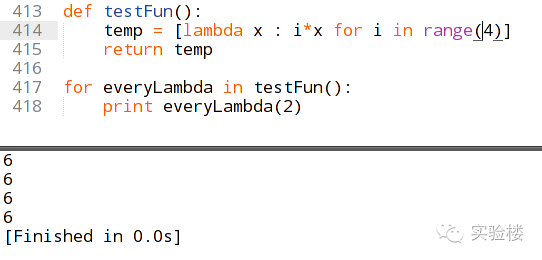 413 def testFun():
414     temp = [lambda x : i*x for i in range(4)]
415     return temp
416
417 for everyLambda in testFun():
418     print everyLambda(2)
6
6
6
6
[Finished in 0.0s]
实验楼